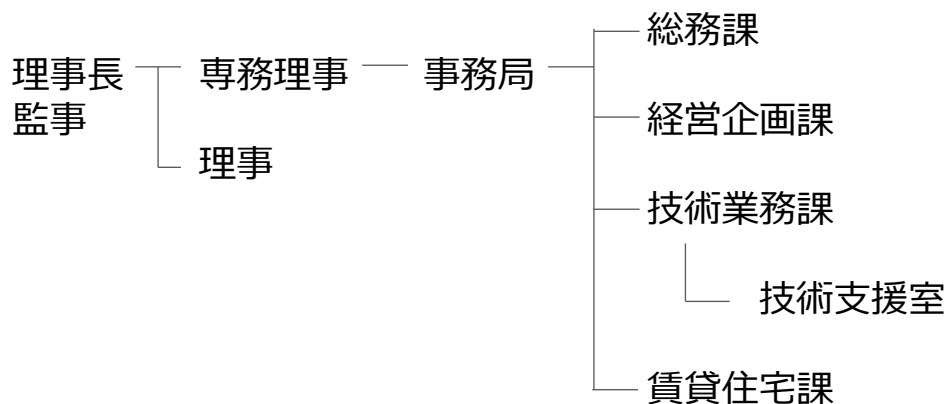 理事長
監事
専務理事
理事
事務局
総務課
経営企画課
技術業務課
技術支援室
賃貸住宅課